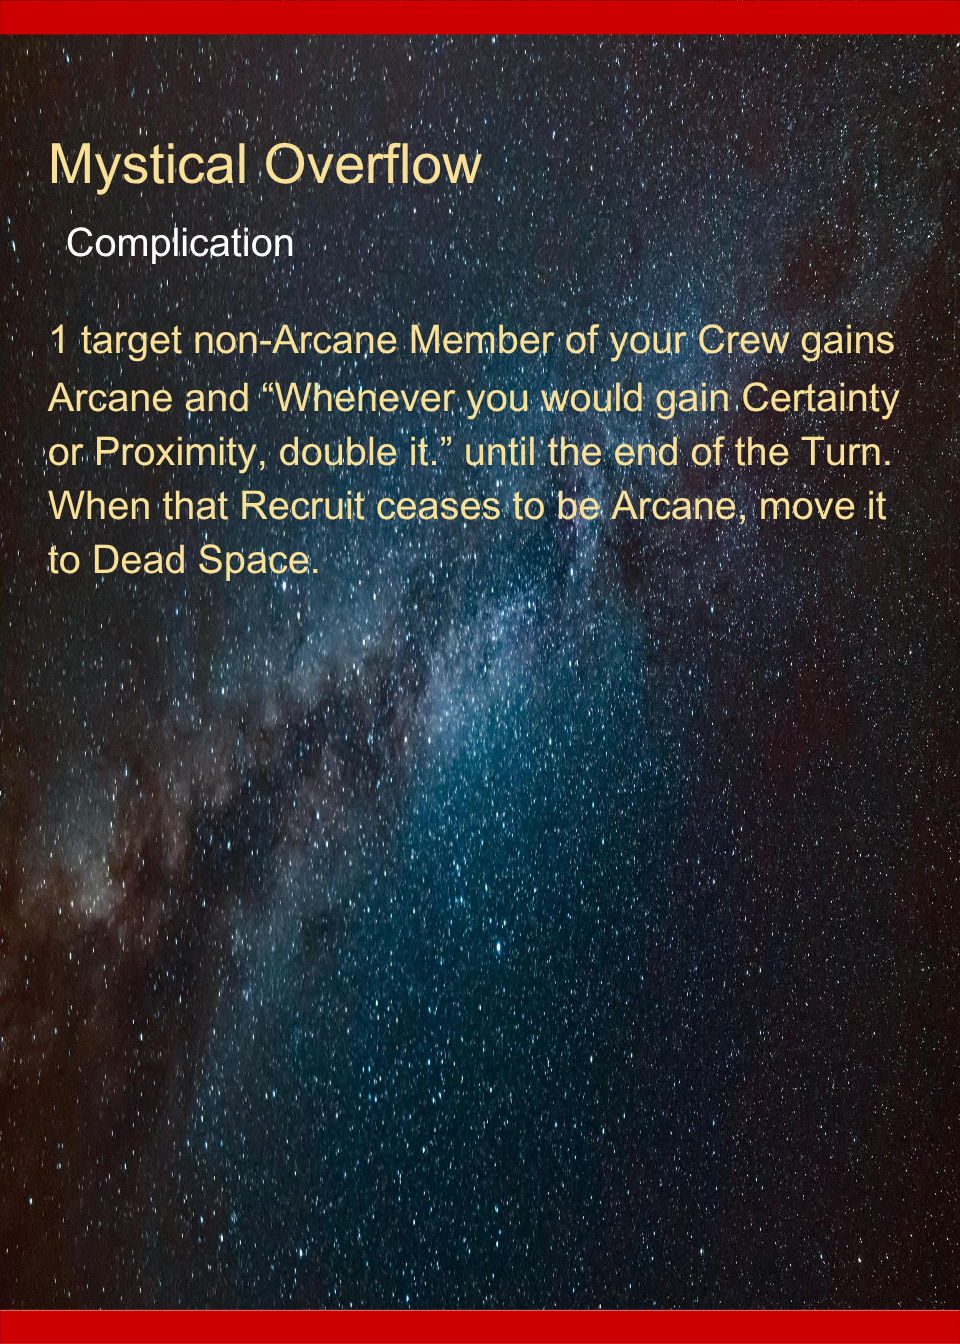 Mystical Overflow
Complication
1 target non-Arcane Member of your Crew gains
Arcane and “Whenever you would gain Certainty
or Proximity, double it.” until the end of the Turn.
When that Recruit ceases to be Arcane, move it
to Dead Space.